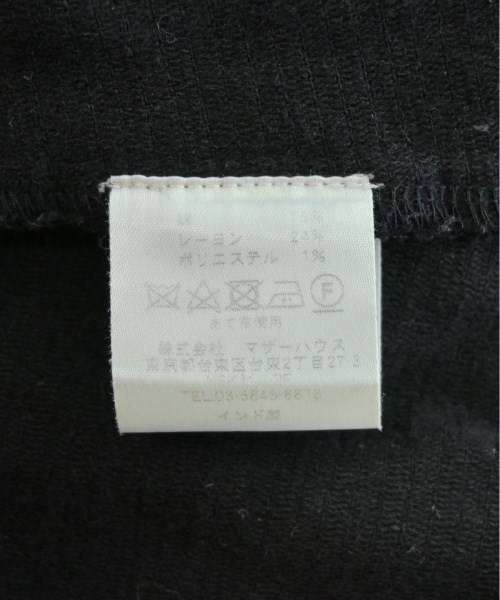 レーヨン 24%
ポリエステル 1%
F
あて布使用
株式会社 マザーハウス
東京都台東区台東2丁目27-3
TEL:03-5846-8812
インド製